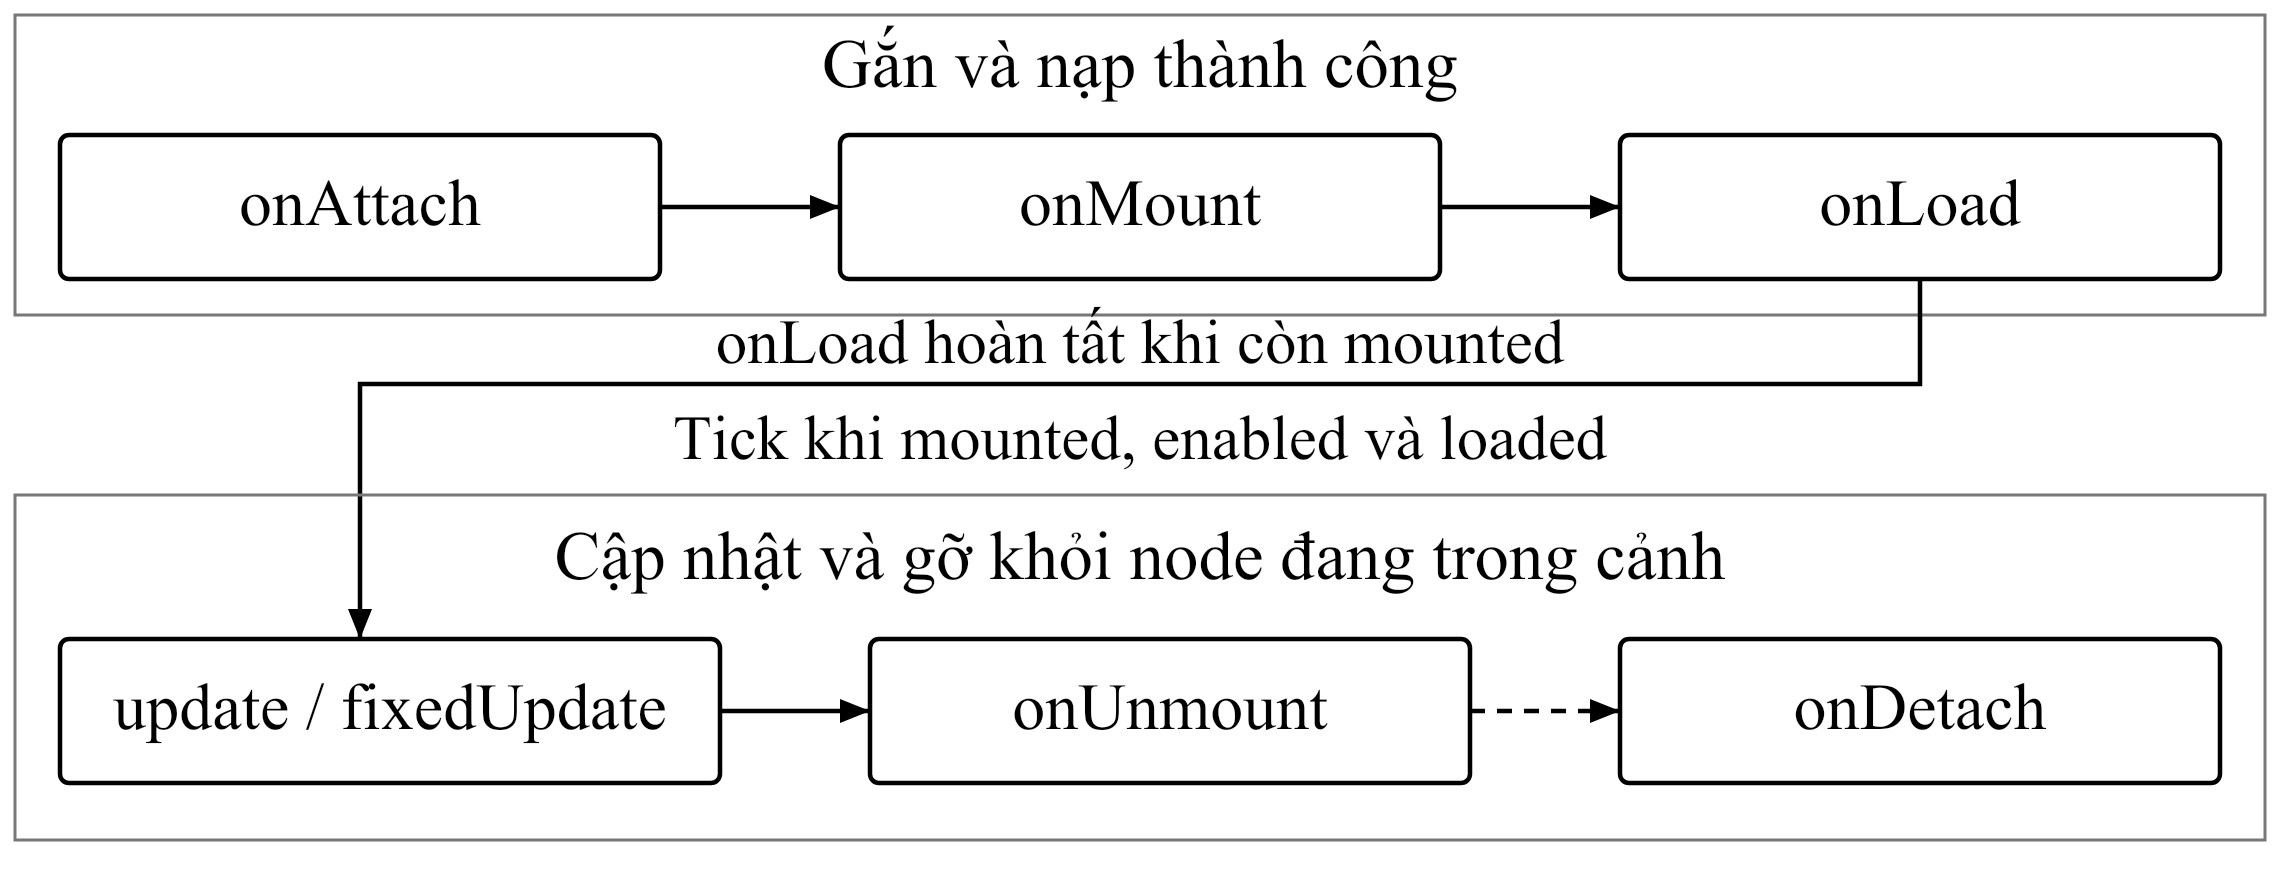 Gắn và nạp thành công
onAttach
onMount
onLoad
onLoad hoàn tất khi còn mounted
Tick khi mounted, enabled và loaded
Cập nhật và gỡ khỏi node đang trong cảnh
update / fixedUpdate
onUnmount
onDetach